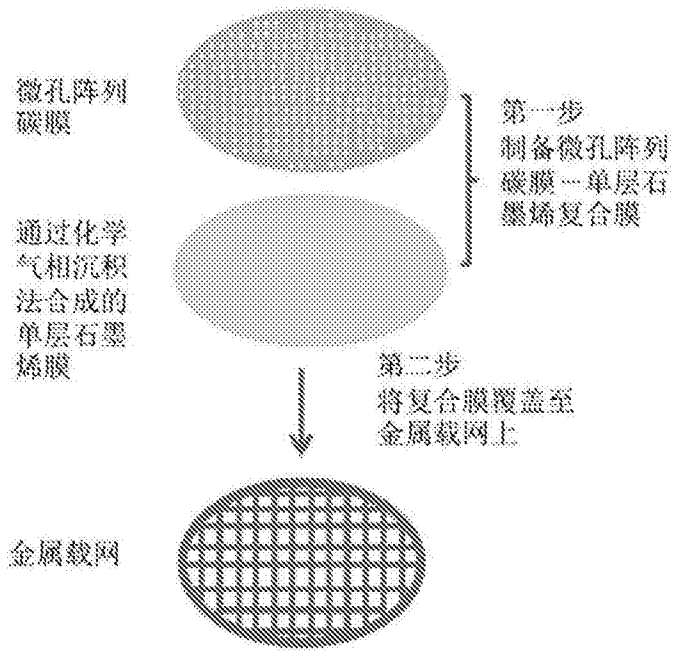 微孔阵列
碳膜
第一步
制备微孔阵列
碳膜－单层石
墨烯复合膜
通过化学
气相沉积
法合成的
单层石墨
烯膜
第二步
将复合膜覆盖至
金属载网上
金属载网